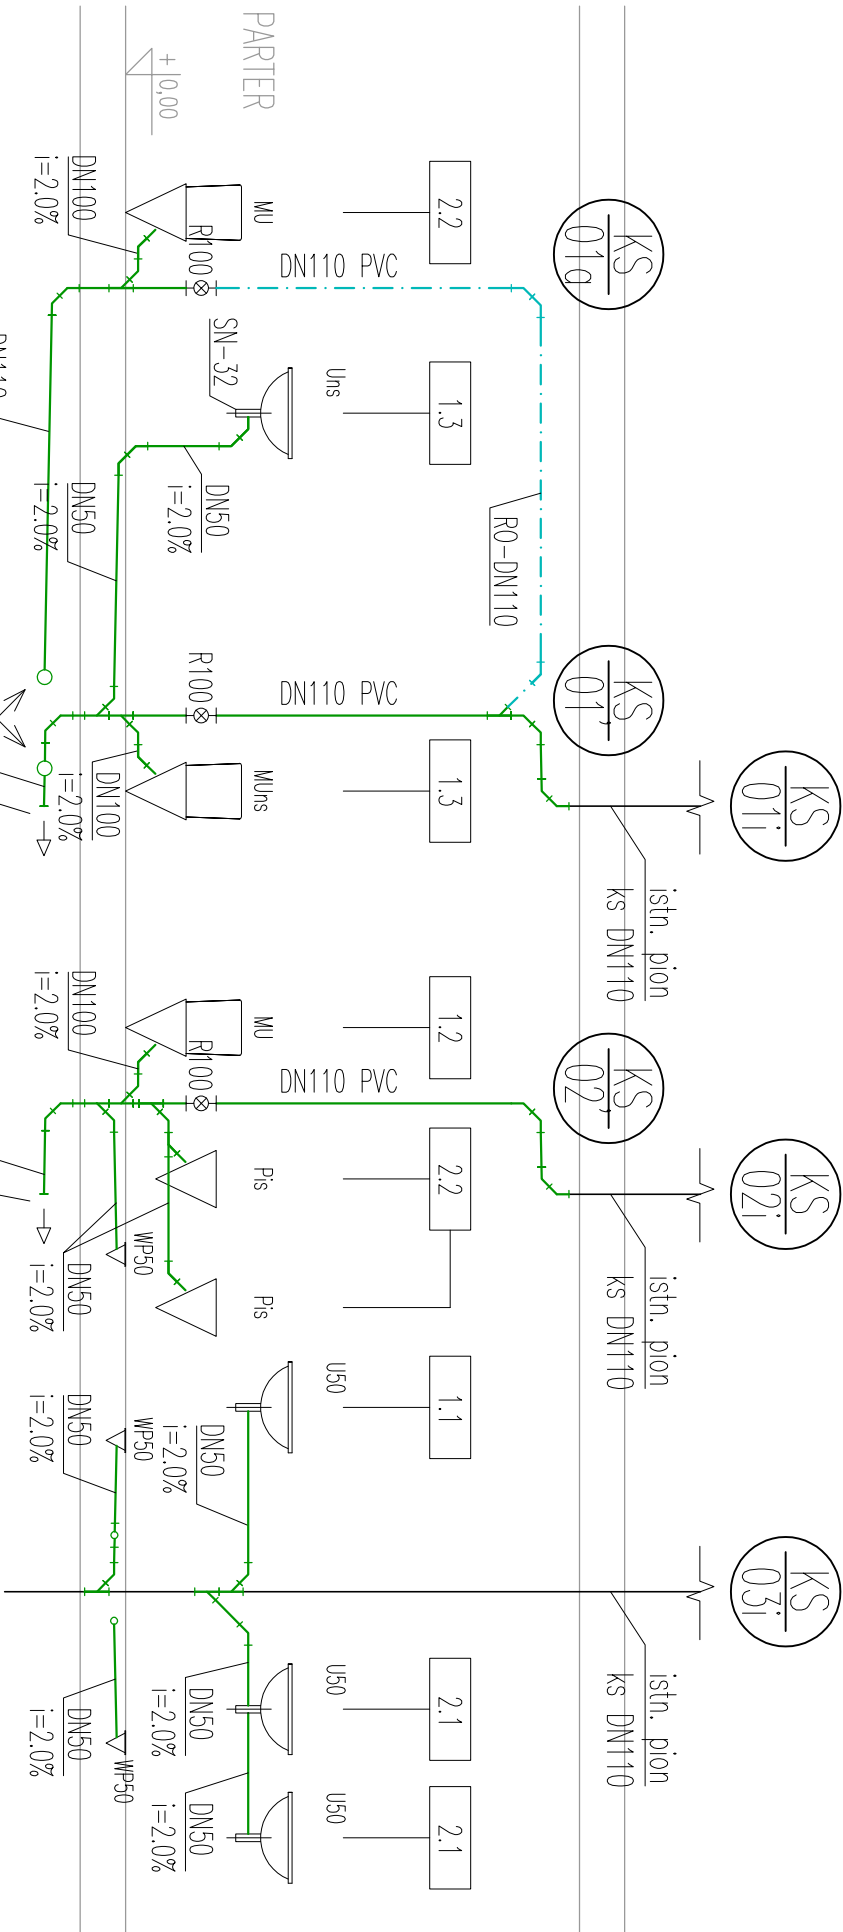 PARTER
+0,00
KS
01a
KS
01'
KS
01i
KS
02'
KS
02i
KS
03i
2.2
1.3
1.3
1.2
2.2
1.1
2.1
2.1
istn. pion
ks DN110
istn. pion
ks DN110
istn. pion
ks DN110
RO-DN110
DN110 PVC
DN110 PVC
DN110 PVC
MU
Uns
MUns
MU
Pis
Pis
U50
U50
U50
R100
SN-32
R100
R100
DN100
i=2.0%
DN50
i=2.0%
DN50
i=2.0%
DN100
i=2.0%
DN100
i=2.0%
WP50
DN50
i=2.0%
DN50
i=2.0%
WP50
DN50
i=2.0%
DN50
i=2.0%
DN50
i=2.0%
WP50
DN50
i=2.0%